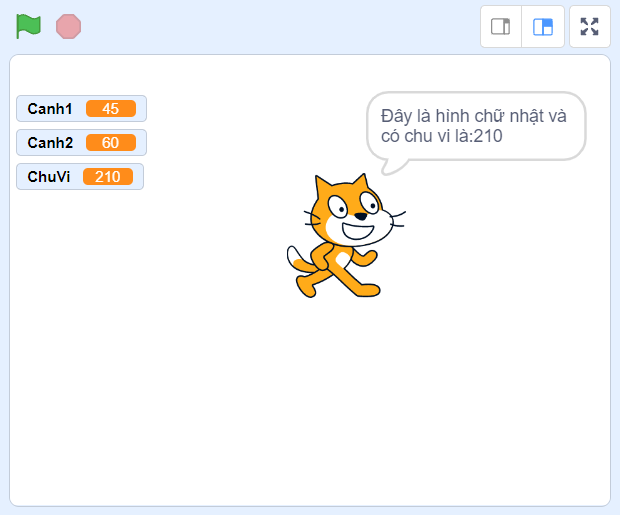 Canh1 45
Canh2 60
ChuVi 210
Đây là hình chữ nhật và
có chu vi là:210